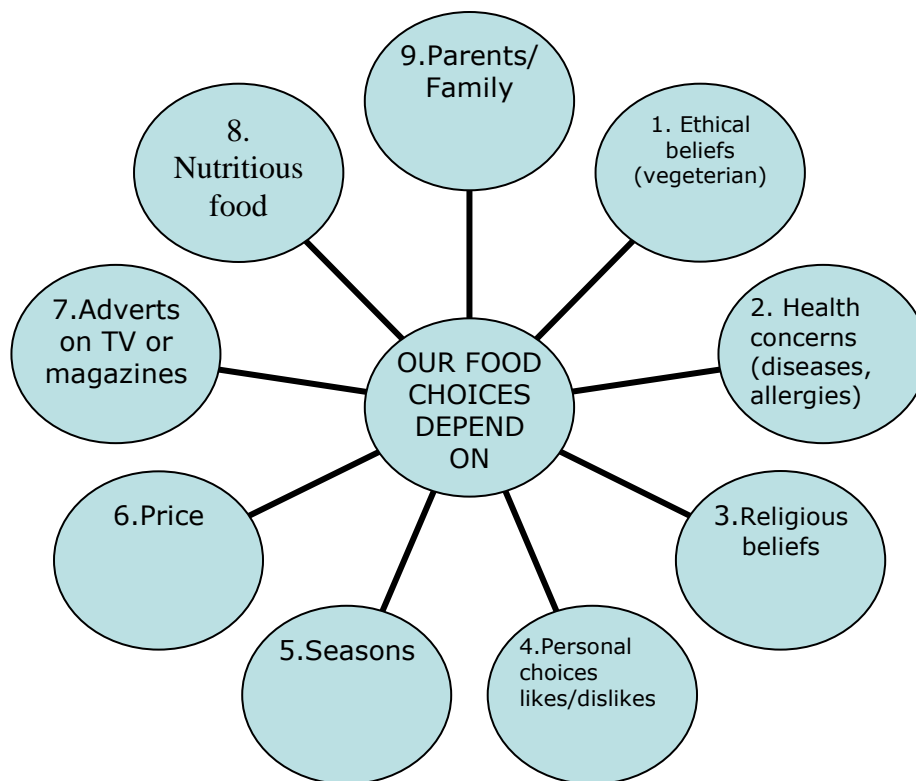 OUR FOOD
CHOICES
DEPEND
ON
1. Ethical
beliefs
(vegeterian)
2. Health
concerns
(diseases,
allergies)
3.Religious
beliefs
4.Personal
choices
likes/dislikes
5.Seasons
6.Price
7.Adverts
on TV or
magazines
8.
Nutritious
food
9.Parents/
Family